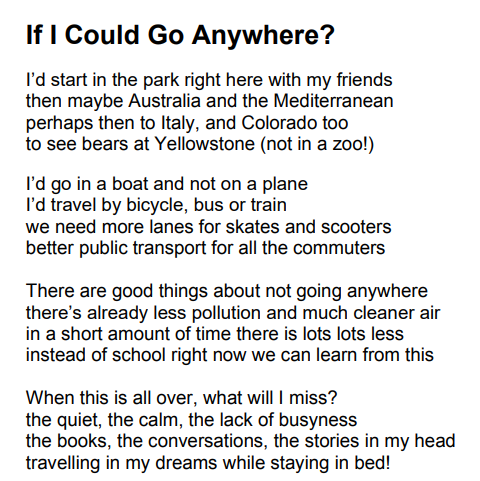 If I Could Go Anywhere?
I'd start in the park right here with my friends
then maybe Australia and the Mediterranean
perhaps then to Italy, and Colorado too
to see bears at Yellowstone (not in a zoo!)
I'd go in a boat and not on a plane
I'd travel by bicycle, bus or train
we need more lanes for skates and scooters
better public transport for all the commuters
There are good things about not going anywhere
there's already less pollution and much cleaner air
in a short amount of time there is lots lots less
instead of school right now we can learn from this
When this is all over, what will I miss?
the quiet, the calm, the lack of busyness
the books, the conversations, the stories in my head
travelling in my dreams while staying in bed!